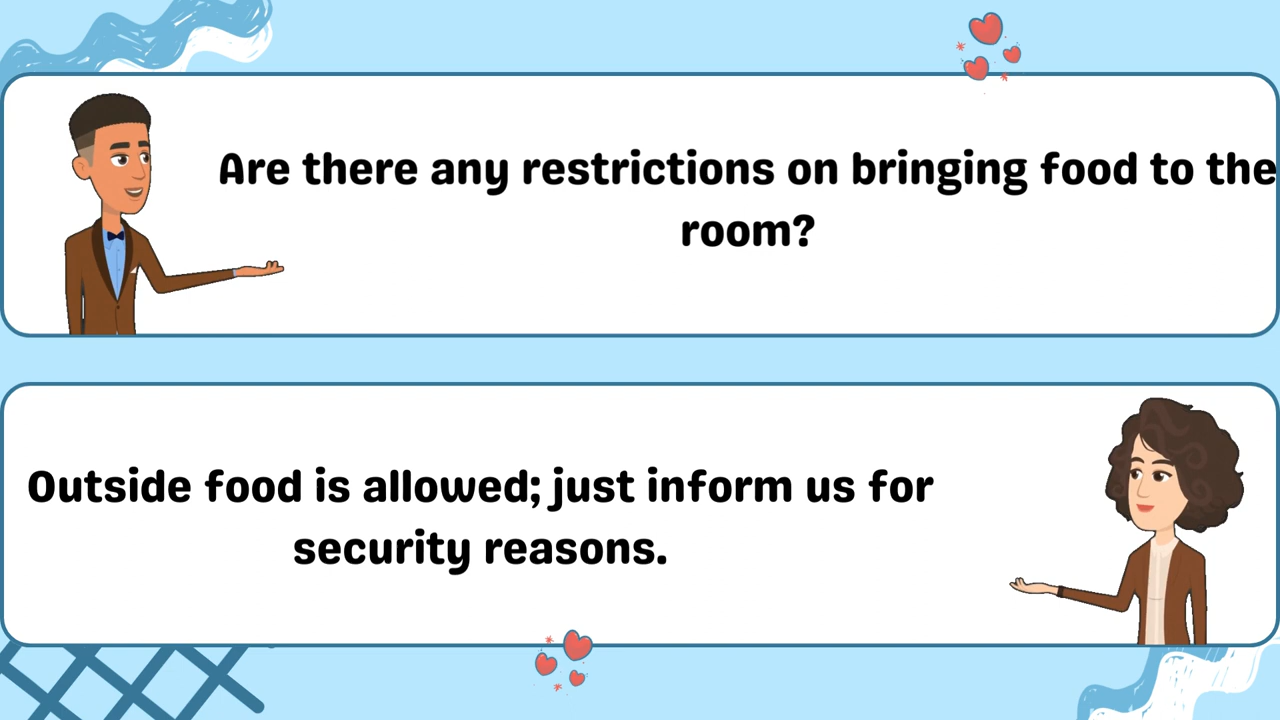 Are there any restrictions on bringing food to the
room?
Outside food is allowed; just inform us for
security reasons.